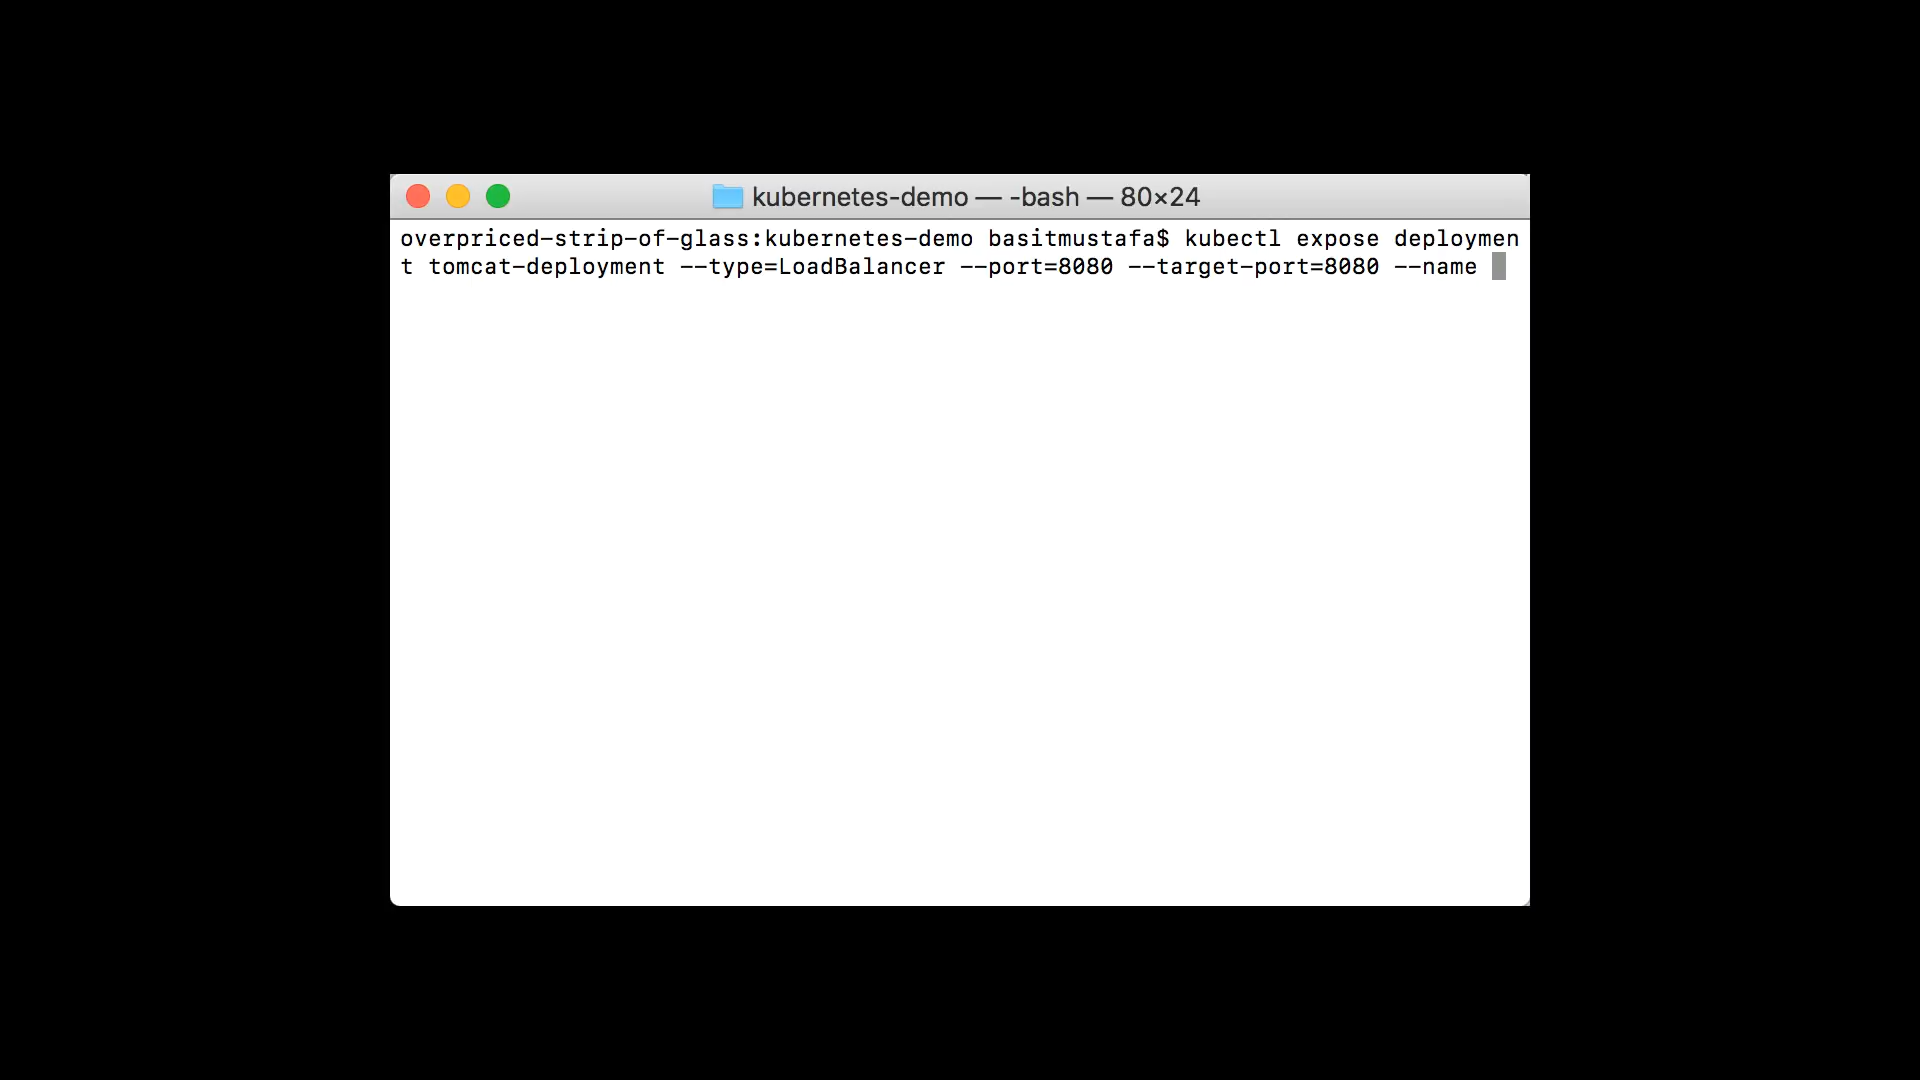 kubernetes-demo — -bash — 80×24
overpriced-strip-of-glass:kubernetes-demo basitmustafa$ kubectl expose deploymen
t tomcat-deployment --type=LoadBalancer --port=8080 --target-port=8080 --name